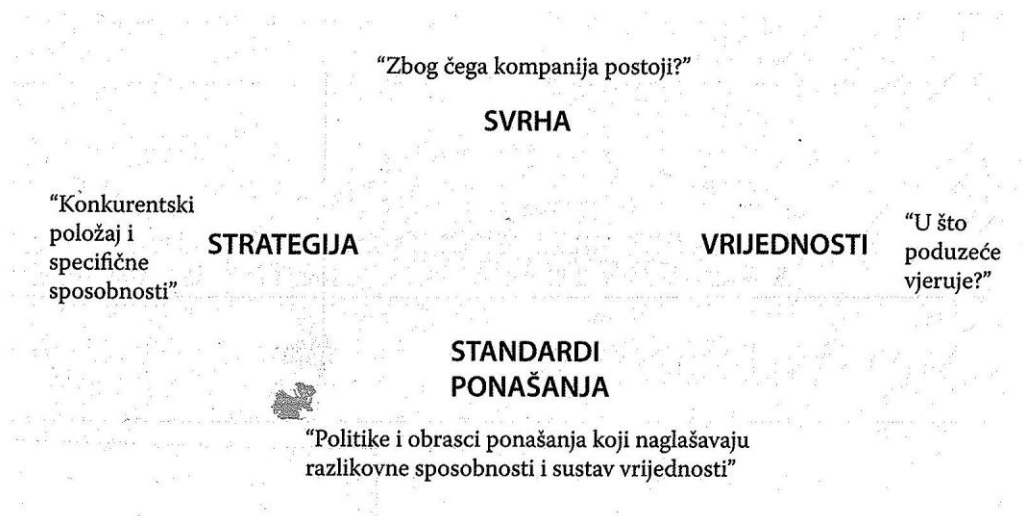 “Zbog čega kompanija postoji?”
SVRHA
“Konkurentski
položaj i
specifične
sposobnosti”
STRATEGIJA
VRIJEDNOSTI
“U što
poduzeće
vjeruje?”
STANDARDI
PONAŠANJA
“Politike i obrasci ponašanja koji naglašavaju
razlikovne sposobnosti i sustav vrijednosti”